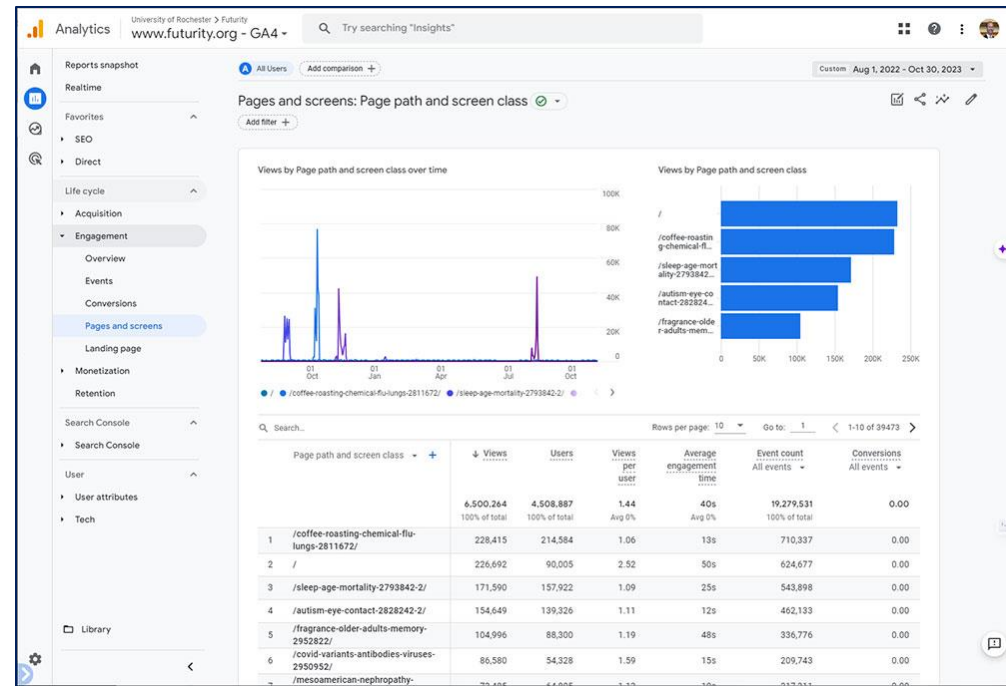 Analytics
University of Rochester > Futurity
www.futurity.org - GA4
Try searching "Insights"
Reports snapshot
Realtime
Favorites
SEO
Direct
Life cycle
Acquisition
Engagement
Overview
Events
Conversions
Pages and screens
Landing page
Monetization
Retention
Search Console
Search Console
User
User attributes
Tech
Library
A All Users
Add comparison +
Custom Aug 1, 2022 - Oct 30, 2023
Pages and screens: Page path and screen class
Add filter +
Views by Page path and screen class over time
100K
80K
60K
40K
20K
0
01 Oct
01 Jan
01 Apr
01 Jul
01 Oct
/ /coffee-roasting-chemical-flu-lungs-2811672/ /sleep-age-mortality-2793842-2/
Views by Page path and screen class
/
/coffee-roastin
g-chemical-fl...
/sleep-age-mort
ality-2793842...
/autism-eye-co
ntact-282824...
/fragrance-olde
r-adults-mem...
0 50K 100K 150K 200K 250K
Search...
Rows per page: 10 Go to: 1 1-10 of 39473
Page path and screen class + ↓ Views Users Views per user Average engagement time Event count All events Conversions All events
6,500,264 4,508,887 1.44 40s 19,279,531 0.00
100% of total 100% of total Avg 0% Avg 0% 100% of total
1 /coffee-roasting-chemical-flu-lungs-2811672/ 228,415 214,584 1.06 13s 710,337 0.00
2 / 226,692 90,005 2.52 50s 624,677 0.00
3 /sleep-age-mortality-2793842-2/ 171,590 157,922 1.09 25s 543,898 0.00
4 /autism-eye-contact-2828242-2/ 154,649 139,326 1.11 12s 462,133 0.00
5 /fragrance-older-adults-memory-2952822/ 104,996 88,300 1.19 48s 336,776 0.00
6 /covid-variants-antibodies-viruses-2950952/ 86,580 54,328 1.59 15s 209,743 0.00
/mesoamerican-nephropathy-